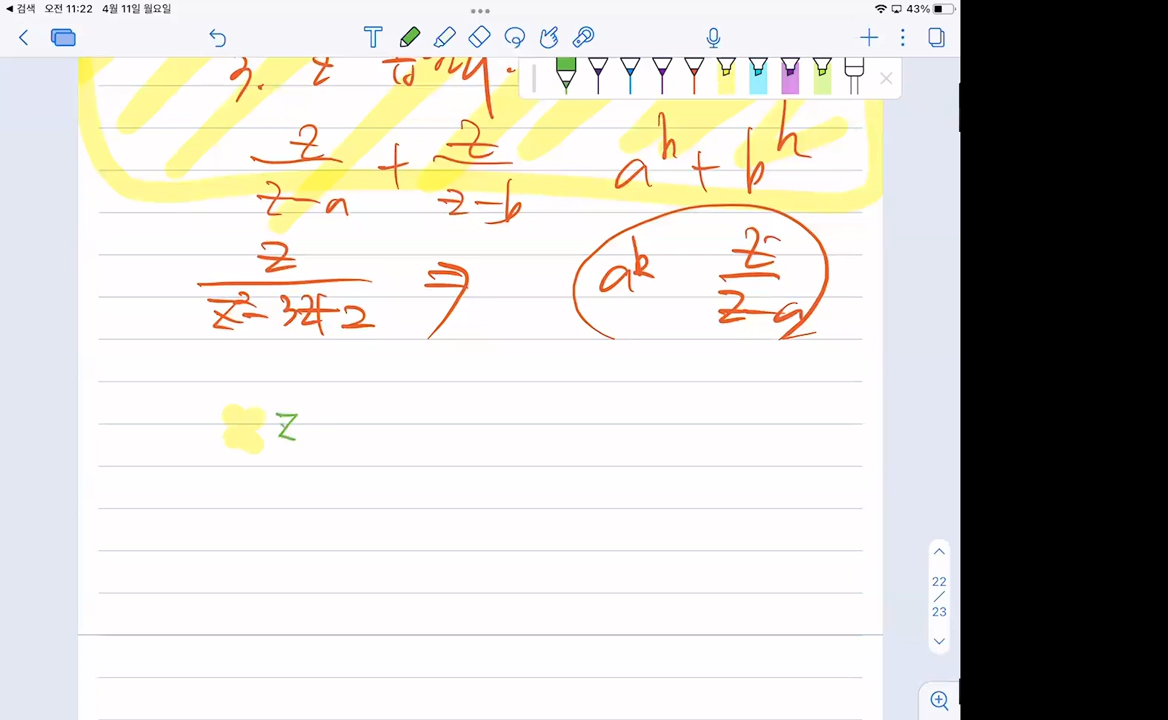 검색 오전 11:22 4월 11일 월요일 43%
z/(z-a) + z/(z-b) a^n + b^n
z/(z²-3z+2) ⇒ a^k z/(z-a)
z
22
/
23